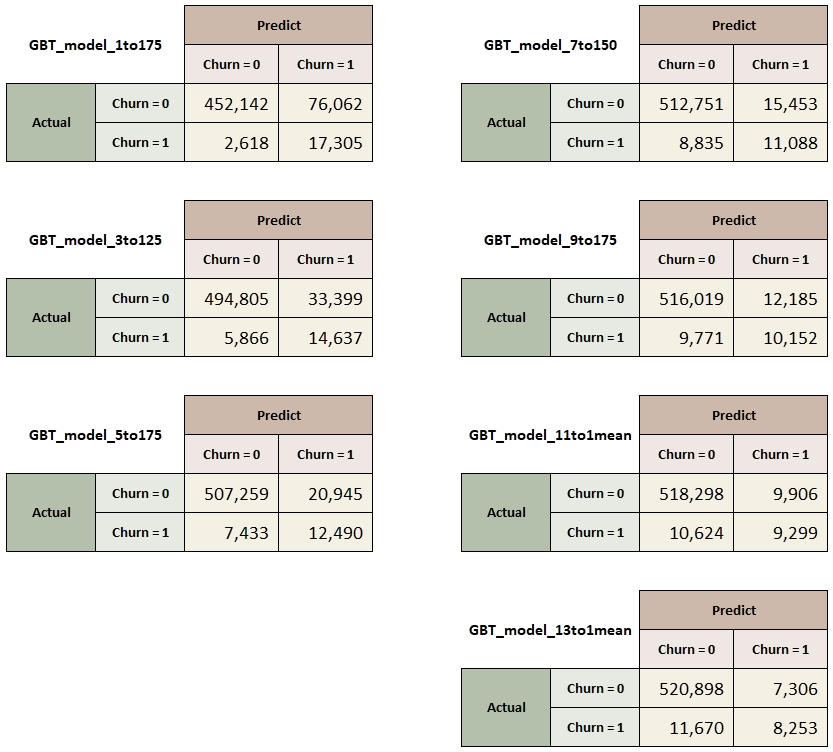 GBT_model_1to175
Predict
Churn = 0 Churn = 1
Actual
Churn = 0 452,142 76,062
Churn = 1 2,618 17,305
GBT_model_7to150
Predict
Churn = 0 Churn = 1
Actual
Churn = 0 512,751 15,453
Churn = 1 8,835 11,088
GBT_model_3to125
Predict
Churn = 0 Churn = 1
Actual
Churn = 0 494,805 33,399
Churn = 1 5,866 14,637
GBT_model_9to175
Predict
Churn = 0 Churn = 1
Actual
Churn = 0 516,019 12,185
Churn = 1 9,771 10,152
GBT_model_5to175
Predict
Churn = 0 Churn = 1
Actual
Churn = 0 507,259 20,945
Churn = 1 7,433 12,490
GBT_model_11to1mean
Predict
Churn = 0 Churn = 1
Actual
Churn = 0 518,298 9,906
Churn = 1 10,624 9,299
GBT_model_13to1mean
Predict
Churn = 0 Churn = 1
Actual
Churn = 0 520,898 7,306
Churn = 1 11,670 8,253